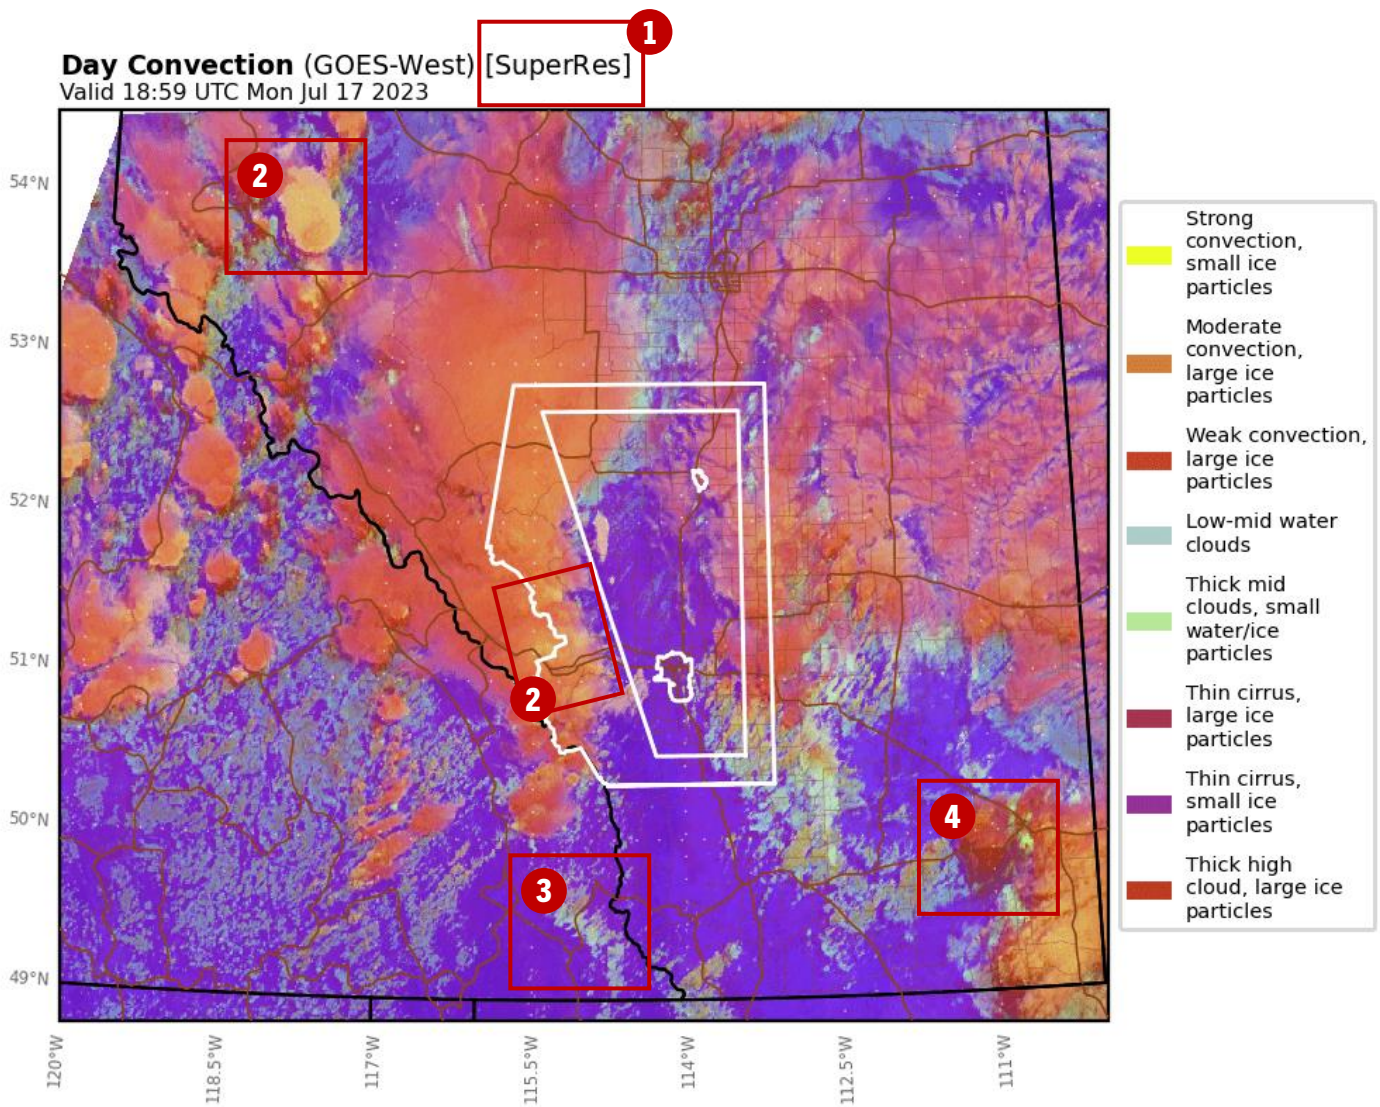 1
Day Convection (GOES-West) [SuperRes]
Valid 18:59 UTC Mon Jul 17 2023
54°N
53°N
52°N
51°N
50°N
49°N
2
2
3
4
120°W
118.5°W
117°W
115.5°W
114°W
112.5°W
111°W
Strong
convection,
small ice
particles
Moderate
convection,
large ice
particles
Weak convection,
large ice
particles
Low-mid water
clouds
Thick mid
clouds, small
water/ice
particles
Thin cirrus,
large ice
particles
Thin cirrus,
small ice
particles
Thick high
cloud, large ice
particles